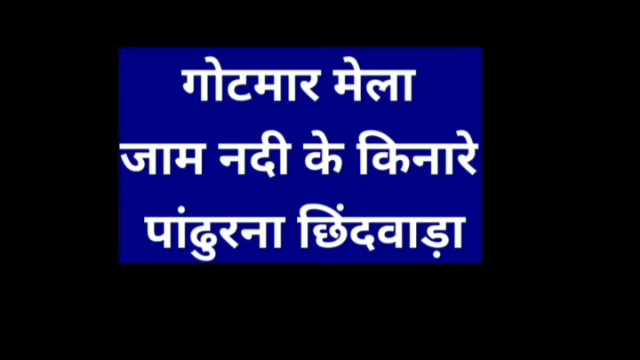 गोटमार मेला
जाम नदी के किनारे
पांढुरना छिंदवाड़ा